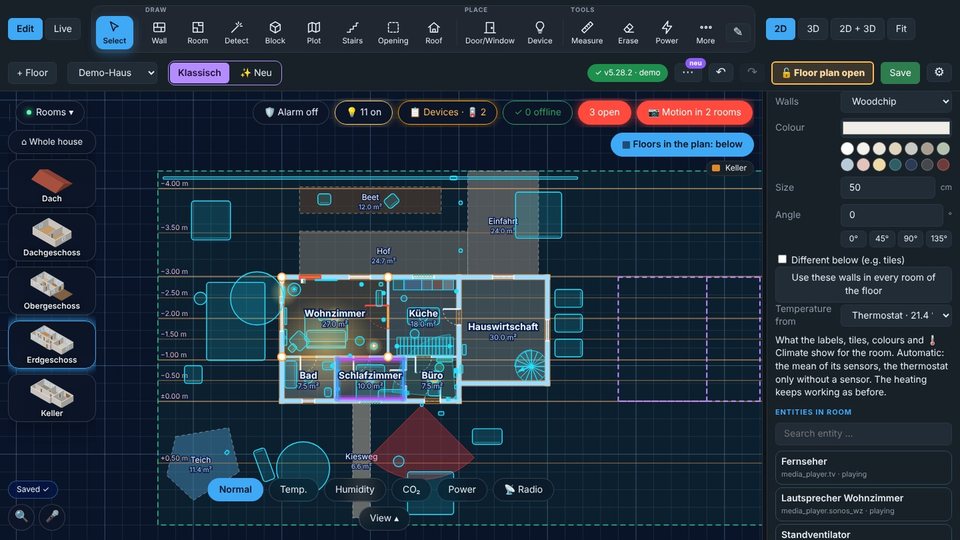 Edit
Live
DRAW
PLACE
TOOLS
Select
Wall
Room
Detect
Block
Plot
Stairs
Opening
Roof
Door/Window
Device
Measure
Erase
Power
More
2D
3D
2D + 3D
Fit
+ Floor
Demo-Haus
Klassisch
✨ Neu
✓ v5.28.2 · demo
neu
Floor plan open
Save
Rooms ▾
Alarm off
11 on
Devices · 2
✓ 0 offline
3 open
Motion in 2 rooms
Floors in the plan: below
Keller
Whole house
Dach
Dachgeschoss
Obergeschoss
Erdgeschoss
Keller
−4.00 m
−3.50 m
−3.00 m
−2.50 m
−2.00 m
−1.50 m
−1.00 m
−0.50 m
±0.00 m
+0.50 m
Beet
12.0 m²
Einfahrt
24.0 m²
Hof
24.7 m²
Wohnzimmer
27.0 m²
Küche
18.0 m²
Hauswirtschaft
30.0 m²
Bad
7.5 m²
Schlafzimmer
10.0 m²
Büro
7.5 m²
Teich
11.4 m²
Kiesweg
6.6 m²
Normal
Temp.
Humidity
CO₂
Power
Radio
View ▴
Saved ✓
Walls
Woodchip
Colour
Size
50
cm
Angle
0
°
0°
45°
90°
135°
Different below (e.g. tiles)
Use these walls in every room of
the floor
Temperature
from
Thermostat · 21.4
What the labels, tiles, colours and
Climate show for the room. Automatic:
the mean of its sensors, the thermostat
only without a sensor. The heating
keeps working as before.
ENTITIES IN ROOM
Search entity ...
Fernseher
media_player.tv · playing
Lautsprecher Wohnzimmer
media_player.sonos_wz · playing
Standventilator